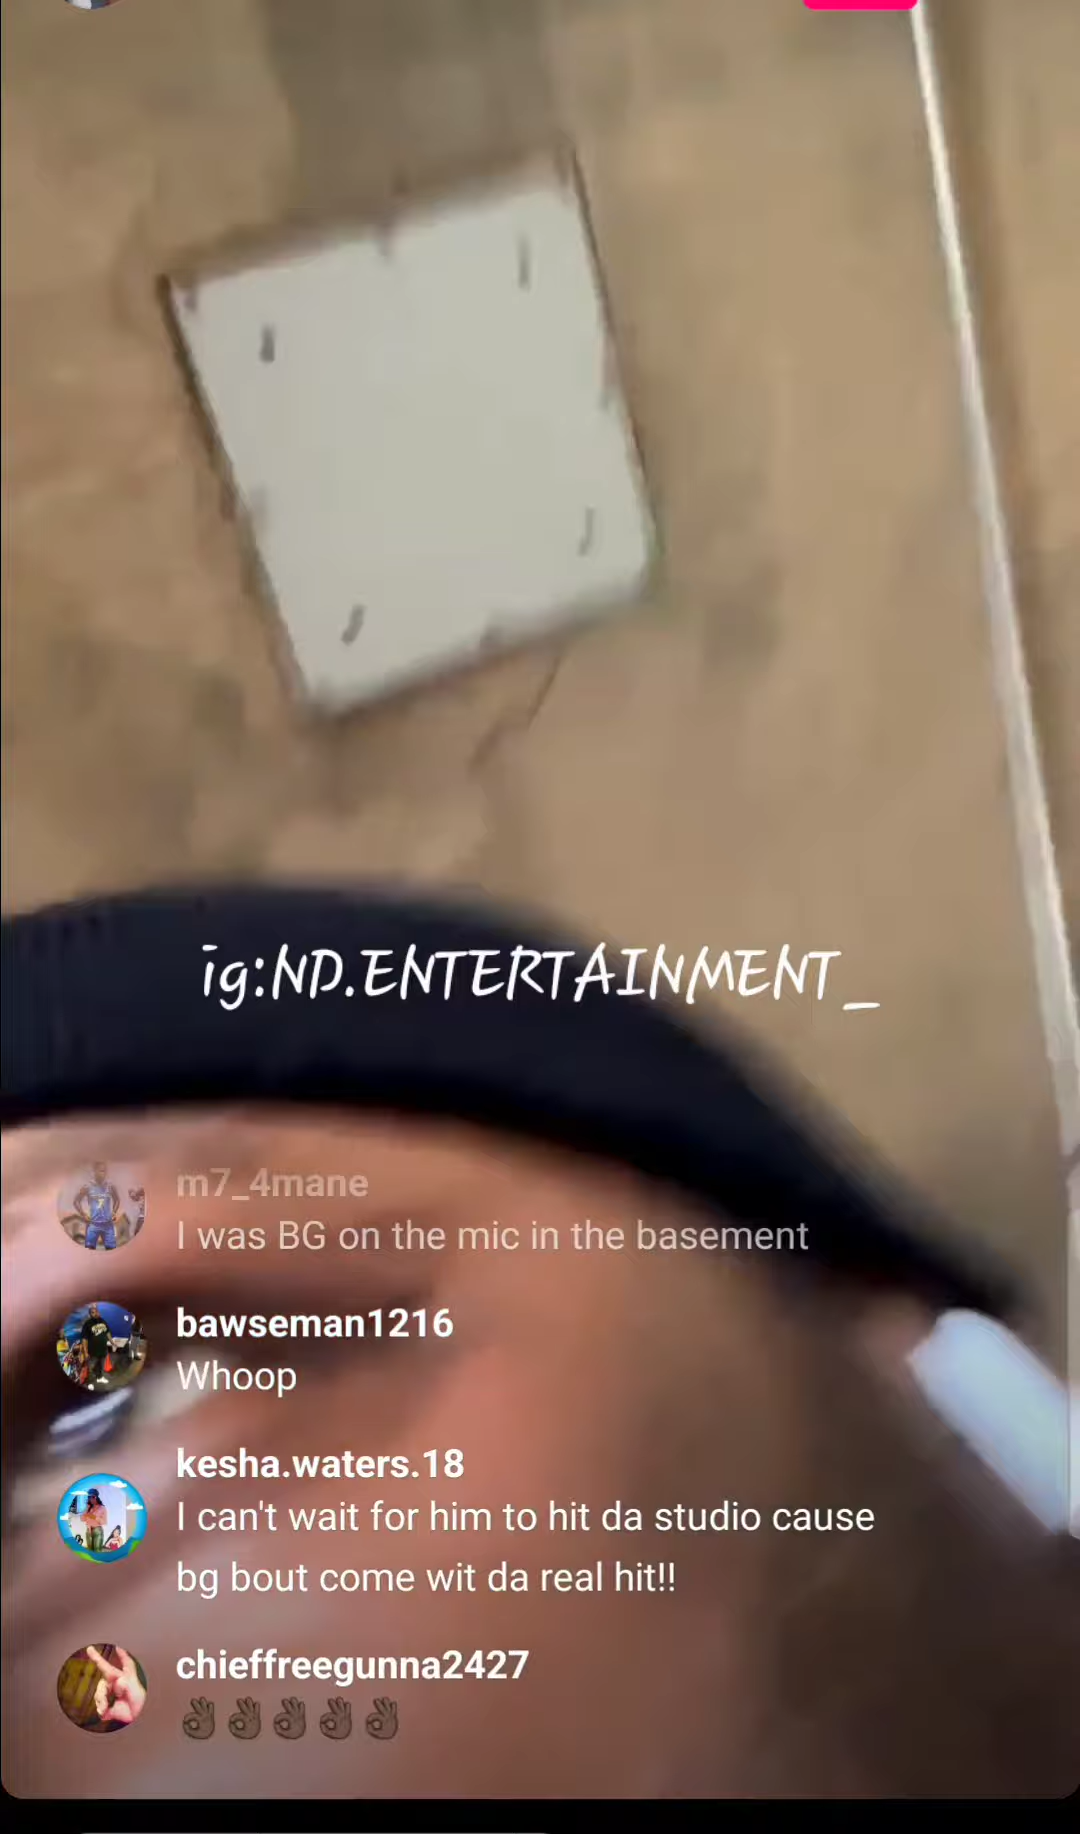 ig:ND.ENTERTAINMENT_
m7_4mane
I was BG on the mic in the basement
bawseman1216
Whoop
kesha.waters.18
I can't wait for him to hit da studio cause
bg bout come wit da real hit!!
chieffreegunna2427
👌🏿👌🏿👌🏿👌🏿👌🏿